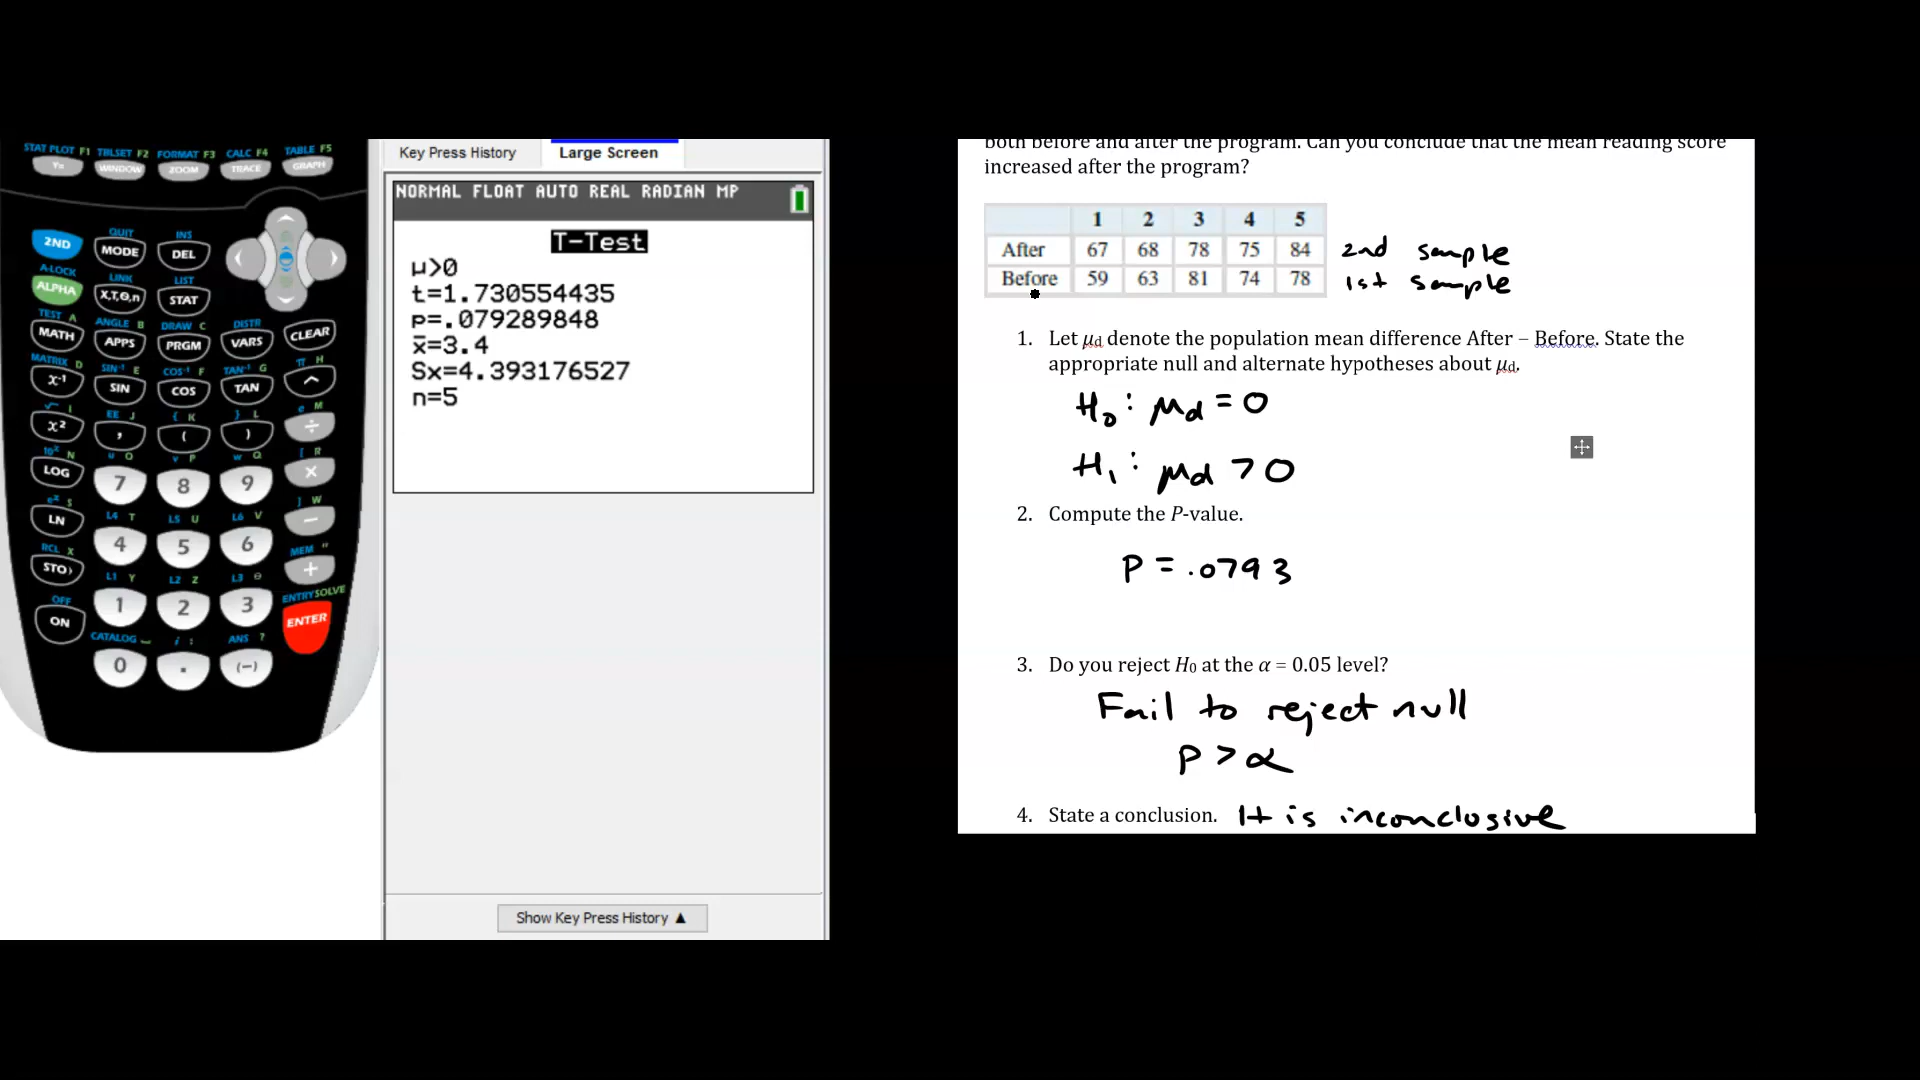 STAT PLOT F1 TBLSET F2 FORMAT F3 CALC F4 TABLE F5
Y= WINDOW ZOOM TRACE GRAPH
QUIT INS
2ND MODE DEL
A-LOCK LINK LIST
ALPHA X,T,Θ,n STAT
TEST A ANGLE B DRAW C DISTR
MATH APPS PRGM VARS CLEAR
MATRIX D SIN⁻¹ E COS⁻¹ F TAN⁻¹ G π H
x⁻¹ SIN COS TAN ^
√ I EE J { K } L e M
x² , ( ) ÷
10ˣ N u O v P w Q [ R
LOG 7 8 9 ×
eˣ S L4 T L5 U L6 V ] W
LN 4 5 6 −
RCL X L1 Y L2 Z L3 Θ MEM "
STO› 1 2 3 +
OFF CATALOG ⎵ i : ANS ? ENTRY SOLVE
ON 0 . (−) ENTER
Key Press History Large Screen
NORMAL FLOAT AUTO REAL RADIAN MP
T-Test
μ>0
t=1.730554435
p=.079289848
x̄=3.4
Sx=4.393176527
n=5
Show Key Press History ▲
both before and after the program. Can you conclude that the mean reading score
increased after the program?
1 2 3 4 5
After 67 68 78 75 84 2nd sample
Before 59 63 81 74 78 1st sample
1. Let μd denote the population mean difference After – Before. State the
appropriate null and alternate hypotheses about μd.
H₀: μd = 0
H₁: μd > 0
2. Compute the P-value.
P = .0793
3. Do you reject H0 at the α = 0.05 level?
Fail to reject null
P > α
4. State a conclusion. It is inconclusive